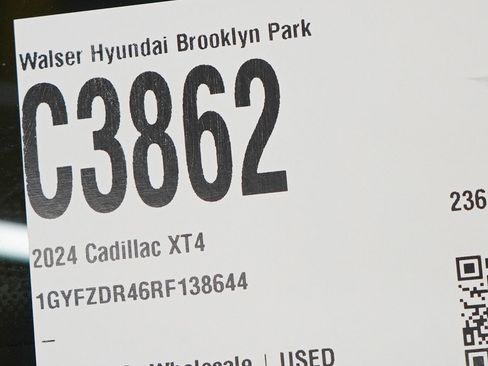 Walser Hyundai Brooklyn Park
C3862
2024 Cadillac XT4
236
1GYFZDR46RF138644
–
Wholesale | USED